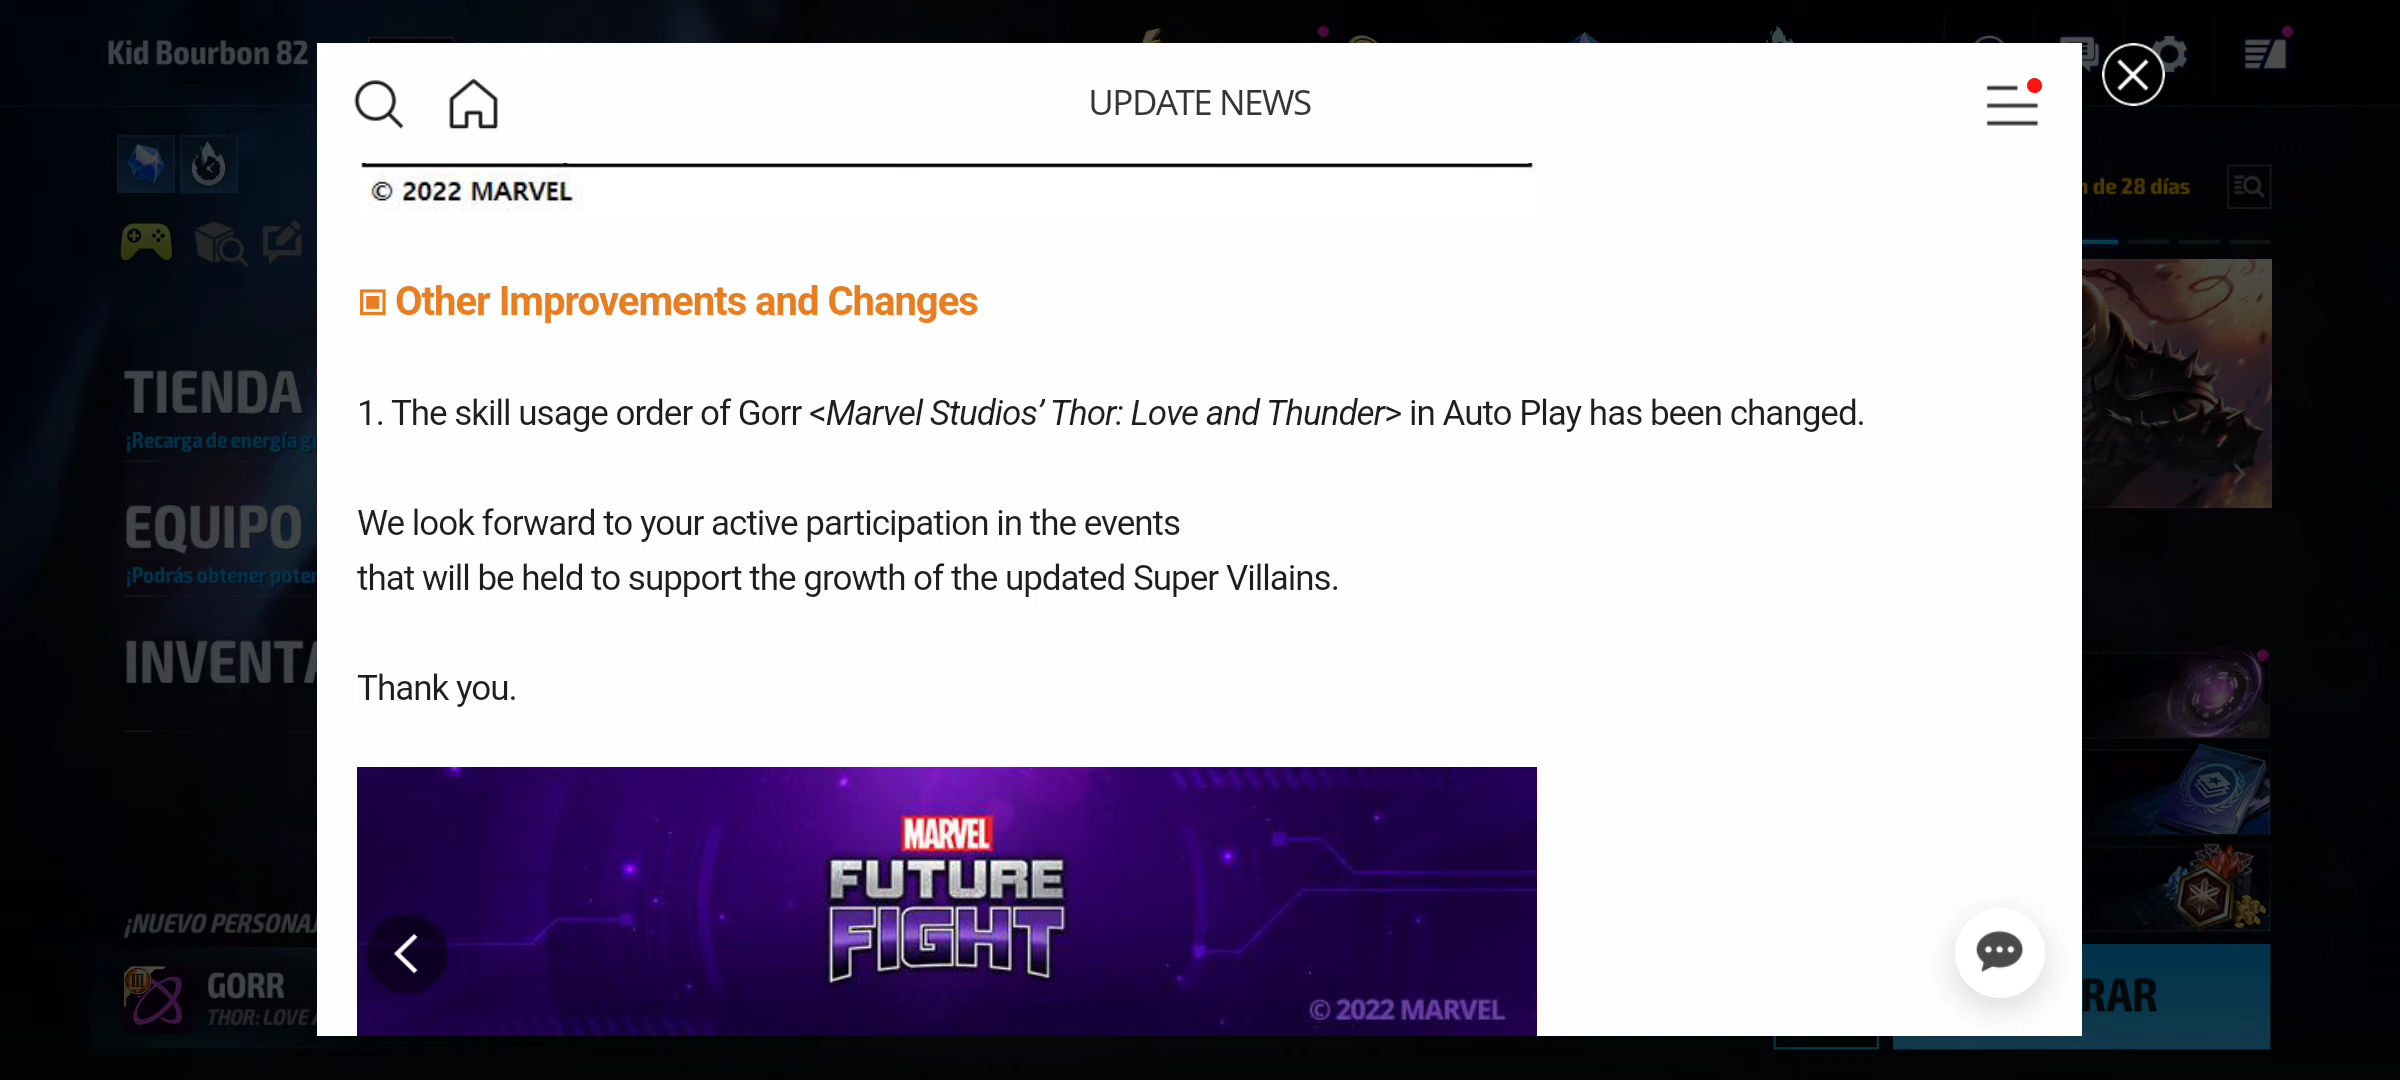 Kid Bourbon 82
UPDATE NEWS
© 2022 MARVEL
de 28 días
Other Improvements and Changes
TIENDA
1. The skill usage order of Gorr <Marvel Studios’ Thor: Love and Thunder> in Auto Play has been changed.
¡Recarga de energía
EQUIPO
We look forward to your active participation in the events
that will be held to support the growth of the updated Super Villains.
¡Podrás obtener
INVENTA
Thank you.
MARVEL
FUTURE
FIGHT
© 2022 MARVEL
¡NUEVO PERSONAJ
III
GORR
THOR: LOVE
RAR